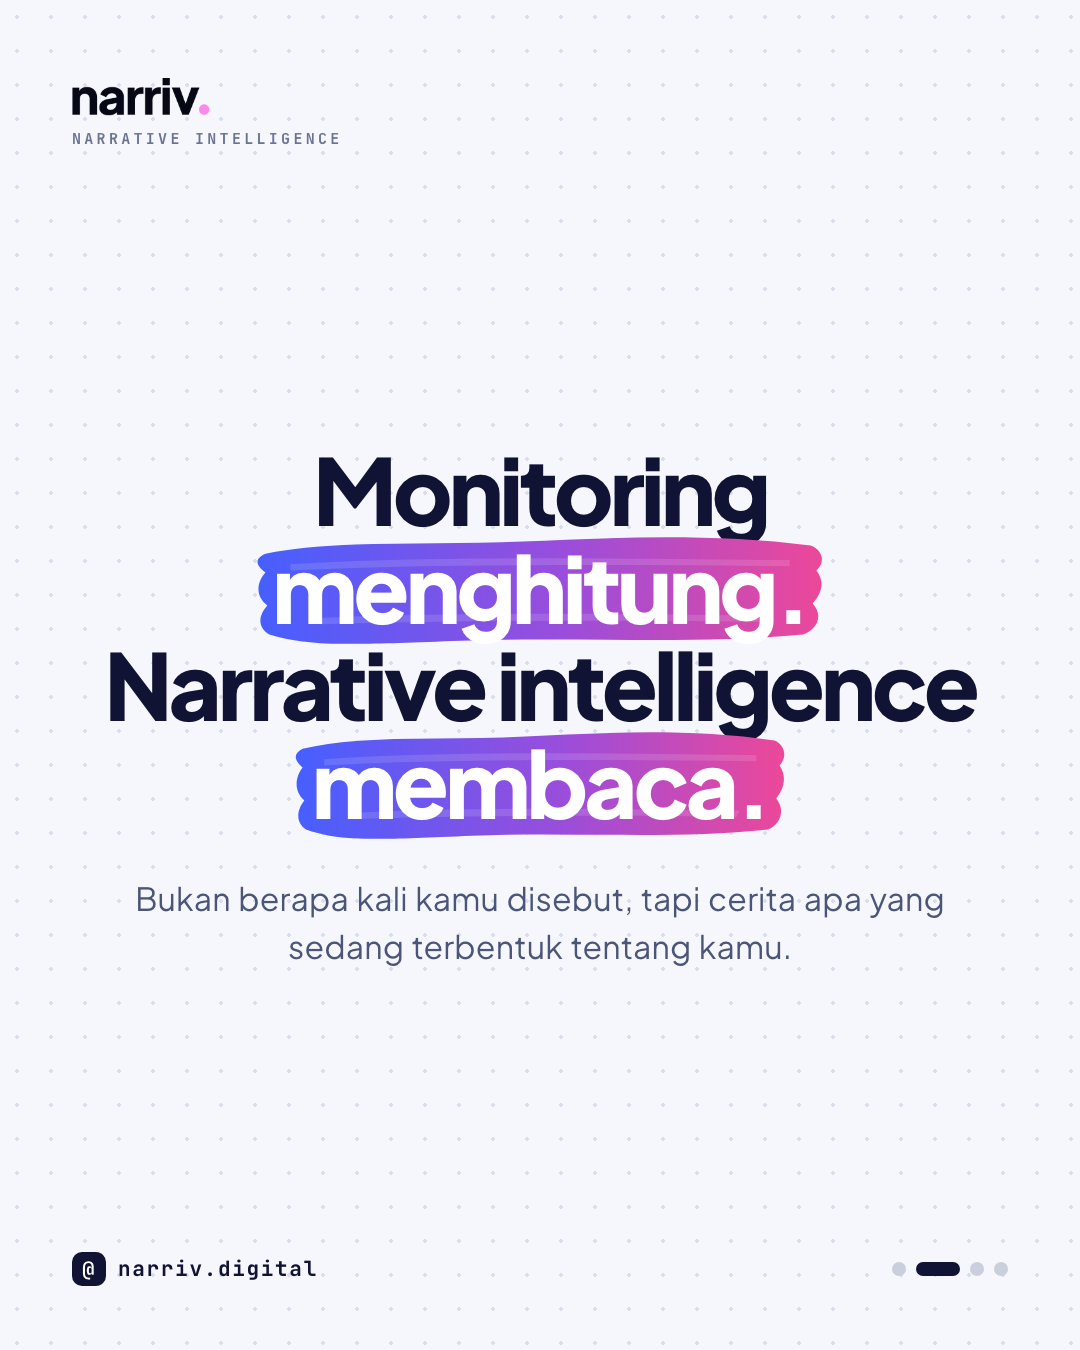 narriv.
NARRATIVE INTELLIGENCE
Monitoring
menghitung.
Narrative intelligence
membaca.
Bukan berapa kali kamu disebut, tapi cerita apa yang
sedang terbentuk tentang kamu.
@ narriv.digital